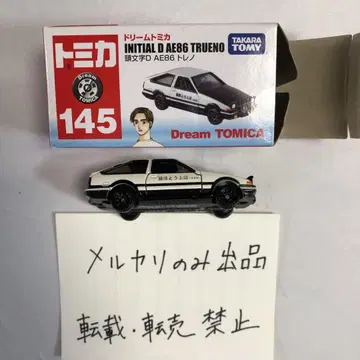 トミカ
Dream
TOMICA
145
ドリームトミカ
INITIAL D AE86 TRUENO
頭文字D AE86 トレノ
TAKARA
TOMY
Dream TOMICA
メルカリのみ出品
転載・転売 禁止